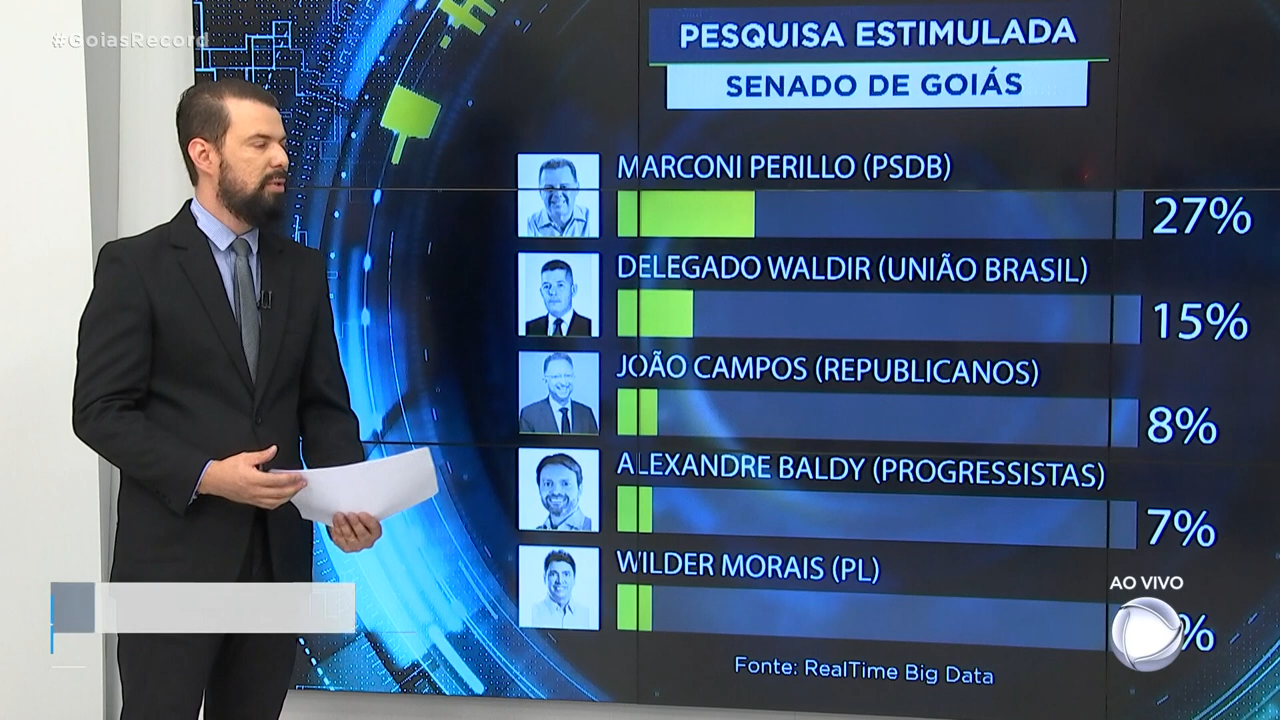 #GoiasRecord
PESQUISA ESTIMULADA
SENADO DE GOIÁS
MARCONI PERILLO (PSDB)
27%
DELEGADO WALDIR (UNIÃO BRASIL)
15%
JOÃO CAMPOS (REPUBLICANOS)
8%
ALEXANDRE BALDY (PROGRESSISTAS)
7%
WILDER MORAIS (PL)
%
AO VIVO
Fonte: RealTime Big Data